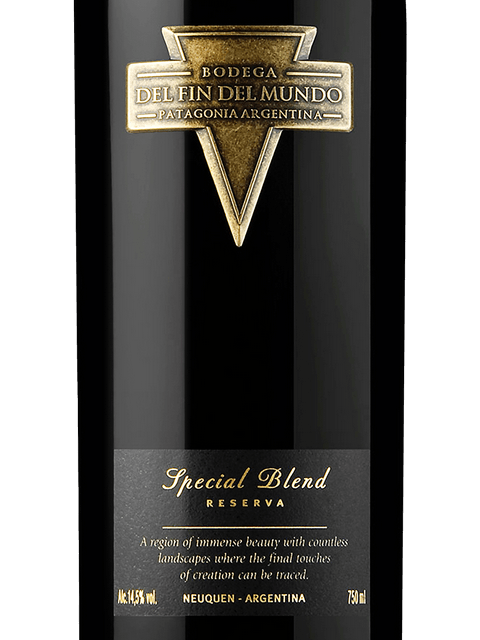 BODEGA
DEL FIN DEL MUNDO
PATAGONIA ARGENTINA
Special Blend
RESERVA
A region of immense beauty with countless
landscapes where the final touches
of creation can be traced.
Alc.14,5% vol. NEUQUEN - ARGENTINA 750 ml